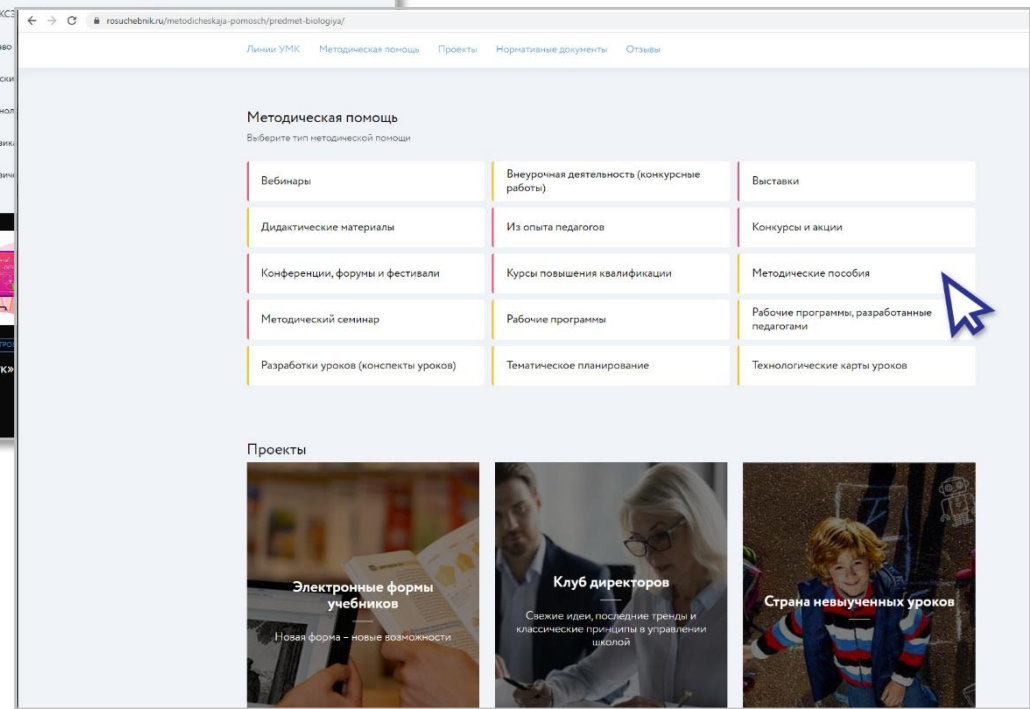 rosuchebnik.ru/metodicheskaja-pomosch/predmet-biologiya/
Линии УМК Методическая помощь Проекты Нормативные документы Отзывы
Методическая помощь
Выберите тип методической помощи
Вебинары
Внеурочная деятельность (конкурсные
работы)
Выставки
Дидактические материалы
Из опыта педагогов
Конкурсы и акции
Конференции, форумы и фестивали
Курсы повышения квалификации
Методические пособия
Методический семинар
Рабочие программы
Рабочие программы, разработанные
педагогами
Разработки уроков (конспекты уроков)
Тематическое планирование
Технологические карты уроков
Проекты
Электронные формы
учебников
Новая форма – новые возможности
Клуб директоров
Свежие идеи, последние тренды и
классические принципы в управлении
школой
Страна невыученных уроков